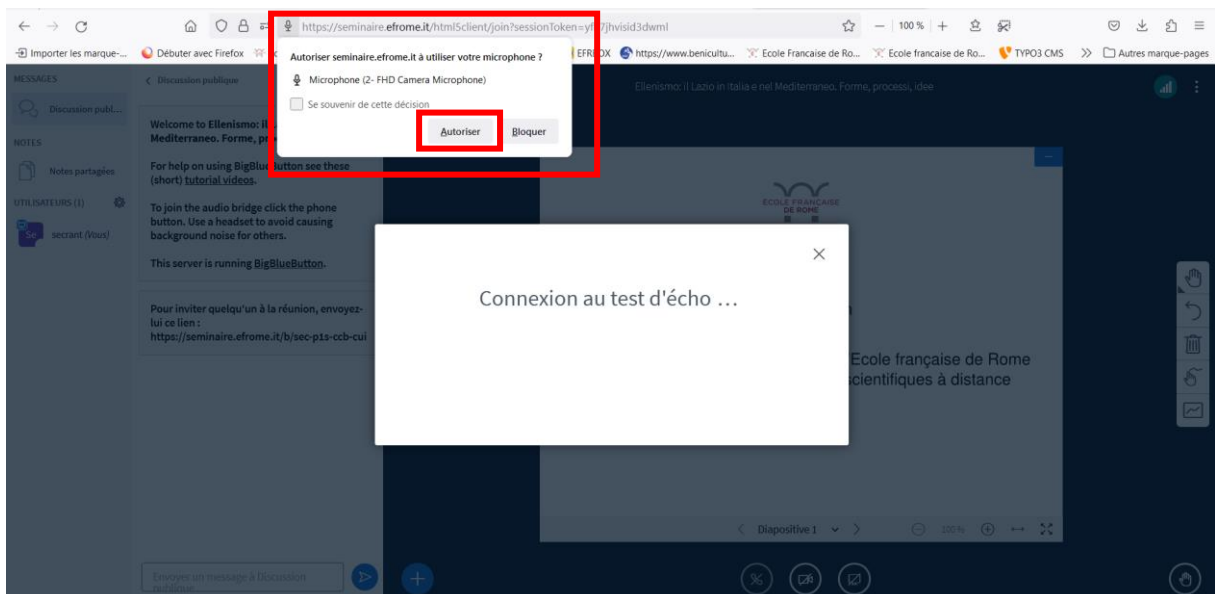 https://seminaire.efrome.it/html5client/join?sessionToken=
100 %
Importer les marque-...
Débuter avec Firefox
EFR
https://www.benicultu...
Ecole Francaise de Ro...
Ecole francaise de Ro...
TYPO3 CMS
Autres marque-pages
Autoriser seminaire.efrome.it à utiliser votre microphone ?
Microphone (2- FHD Camera Microphone)
Se souvenir de cette décision
Autoriser
Bloquer
MESSAGES
Discussion publ...
NOTES
Notes partagées
UTILISATEURS (1)
Se
secrant (Vous)
Discussion publique
Welcome to Ellenismo:
Mediterraneo. Forme,
For help on using BigBlueButton see these
(short) tutorial videos.
To join the audio bridge click the phone
button. Use a headset to avoid causing
background noise for others.
This server is running BigBlueButton.
Pour inviter quelqu'un à la réunion, envoyez-
lui ce lien :
https://seminaire.efrome.it/b/sec-p1s-ccb-cui
Envoyer un message à Discussion
publique
Ellenismo: il Lazio in Italia e nel Mediterraneo. Forme, processi, idee
ECOLE FRANÇAISE
DE ROME
Connexion au test d'écho ...
Ecole française de Rome
scientifiques à distance
Diapositive 1
100%